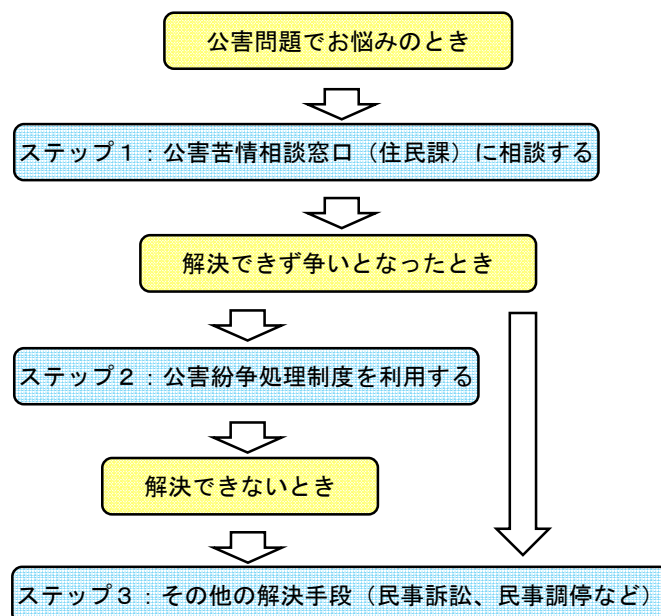 公害問題でお悩みのとき
ステップ１：公害苦情相談窓口（住民課）に相談する
解決できず争いとなったとき
ステップ２：公害紛争処理制度を利用する
解決できないとき
ステップ３：その他の解決手段（民事訴訟、民事調停など）